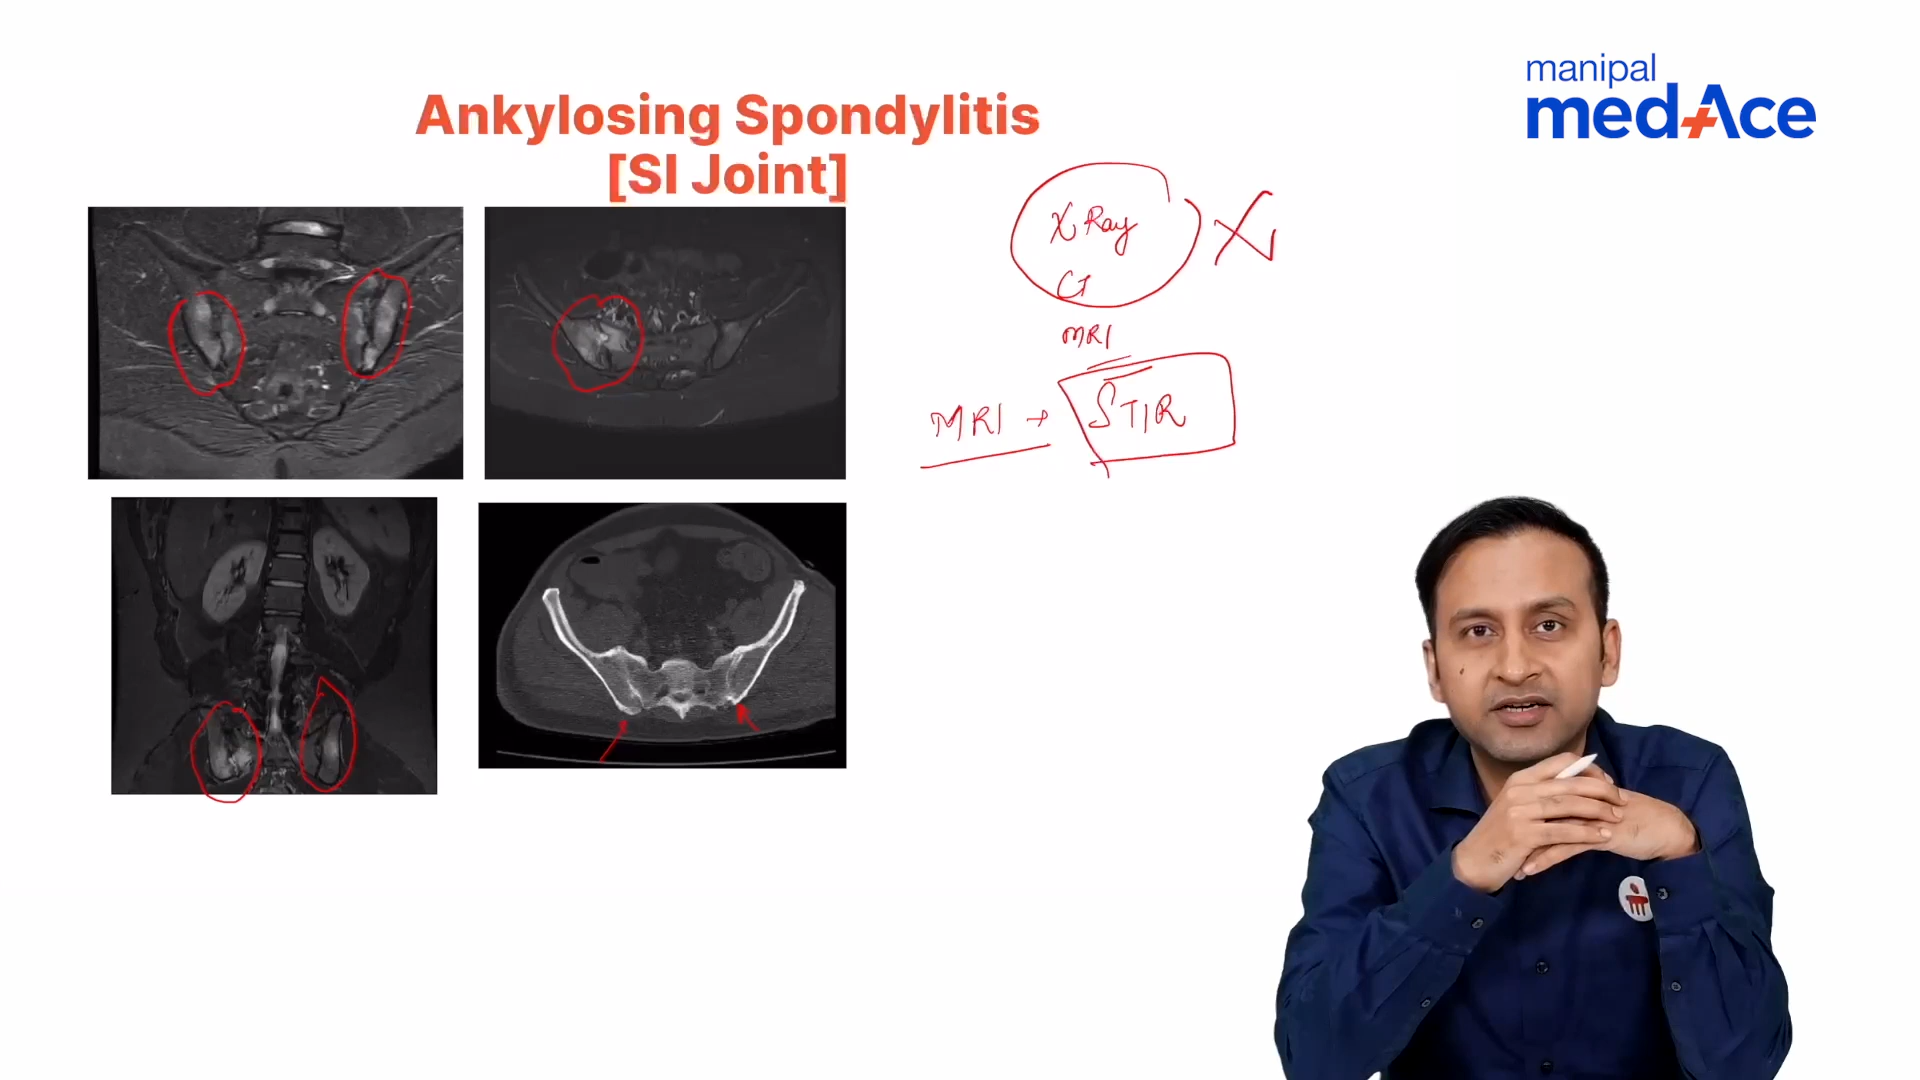 manipal
medAce
Ankylosing Spondylitis
[SI Joint]
X Ray
CT
MRI
MRI → STIR